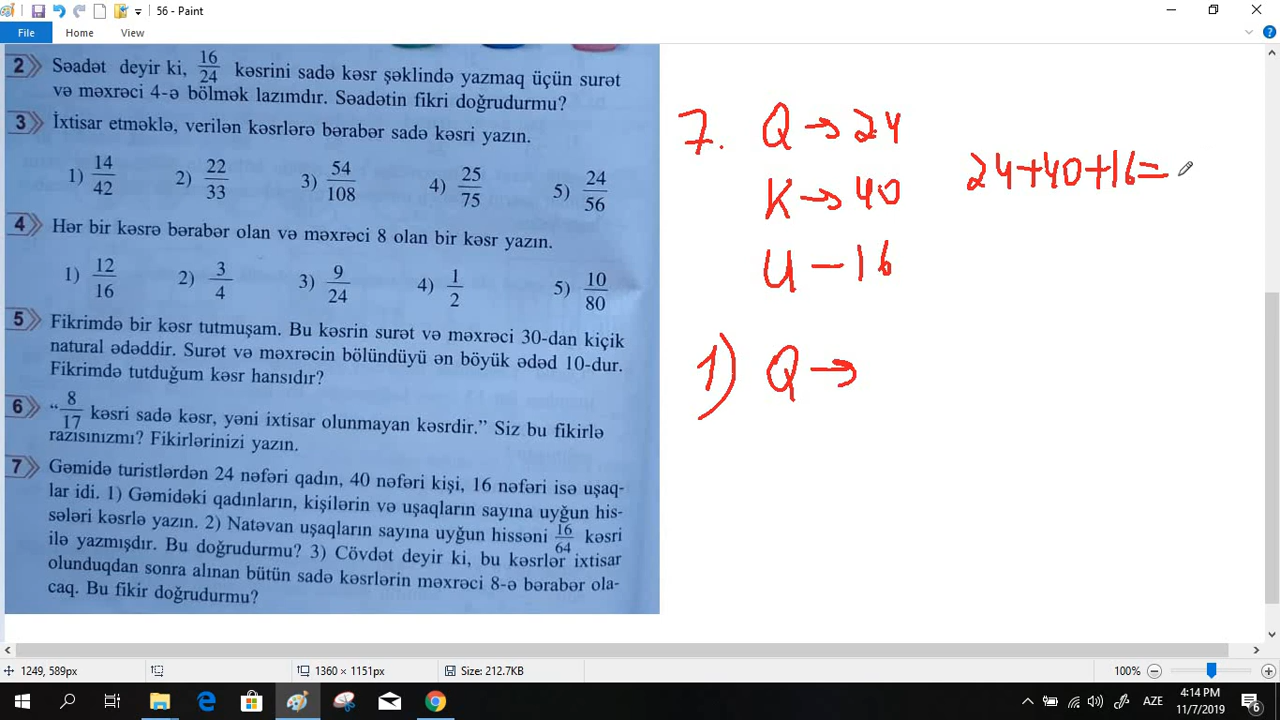 56 - Paint
File Home View
2 Səadət deyir ki, 16/24 kəsrini sadə kəsr şəklində yazmaq üçün surət
və məxrəci 4-ə bölmək lazımdır. Səadətin fikri doğrudurmu?
3 İxtisar etməklə, verilən kəsrlərə bərabər sadə kəsri yazın.
1) 14/42 2) 22/33 3) 54/108 4) 25/75 5) 24/56
4 Hər bir kəsrə bərabər olan və məxrəci 8 olan bir kəsr yazın.
1) 12/16 2) 3/4 3) 9/24 4) 1/2 5) 10/80
5 Fikrimdə bir kəsr tutmuşam. Bu kəsrin surət və məxrəci 30-dan kiçik
natural ədəddir. Surət və məxrəcin bölündüyü ən böyük ədəd 10-dur.
Fikrimdə tutduğum kəsr hansıdır?
6 “8/17 kəsri sadə kəsr, yəni ixtisar olunmayan kəsrdir.” Siz bu fikirlə
razısınızmı? Fikirlərinizi yazın.
7 Gəmidə turistlərdən 24 nəfəri qadın, 40 nəfəri kişi, 16 nəfəri isə uşaq-
lar idi. 1) Gəmidəki qadınların, kişilərin və uşaqların sayına uyğun his-
sələri kəsrlə yazın. 2) Natəvan uşaqların sayına uyğun hissəni 16/64 kəsri
ilə yazmışdır. Bu doğrudurmu? 3) Cövdət deyir ki, bu kəsrlər ixtisar
olunduqdan sonra alınan bütün sadə kəsrlərin məxrəci 8-ə bərabər ola-
caq. Bu fikir doğrudurmu?
7. Q → 24
K → 40
U – 16
24+40+16=
1) Q →
1249, 589px 1360 × 1151px Size: 212.7KB 100%
AZE 4:14 PM
11/7/2019 6